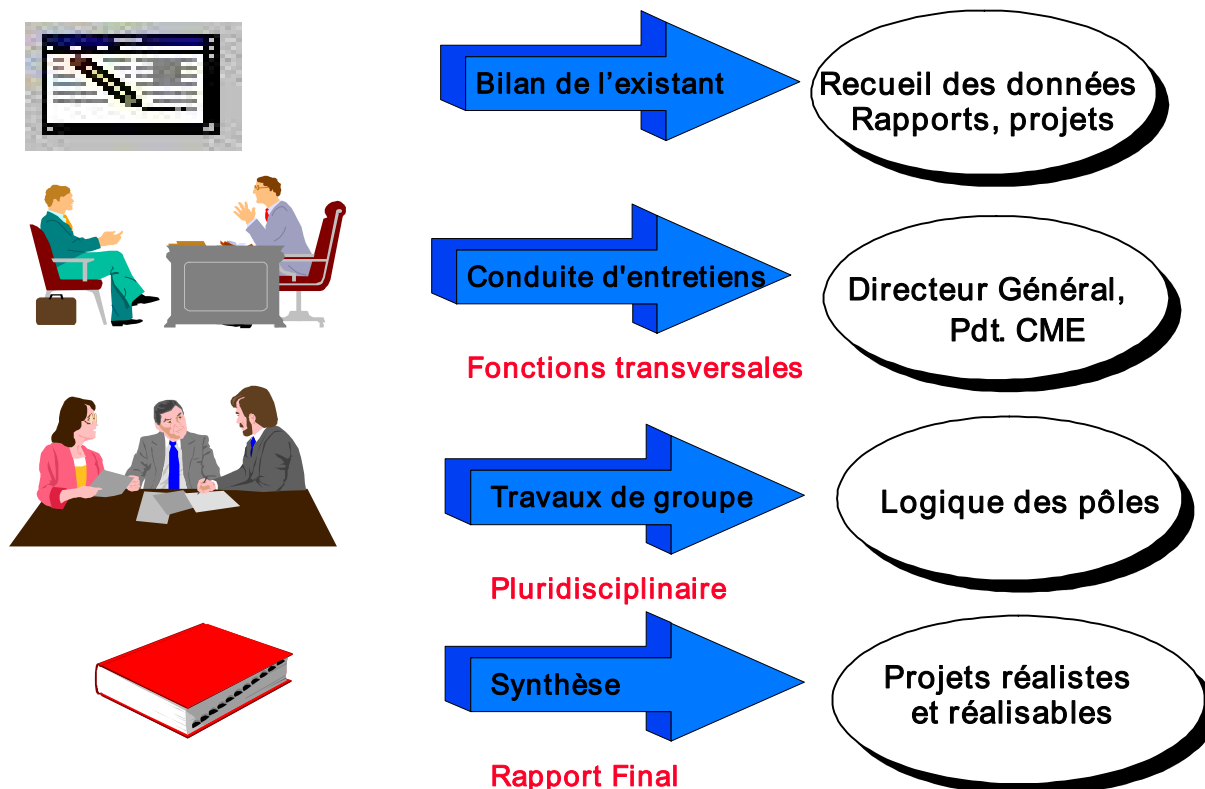 Bilan de l’existant
Recueil des données
Rapports, projets
Conduite d'entretiens
Directeur Général,
Pdt. CME
Fonctions transversales
Travaux de groupe
Logique des pôles
Pluridisciplinaire
Synthèse
Projets réalistes
et réalisables
Rapport Final